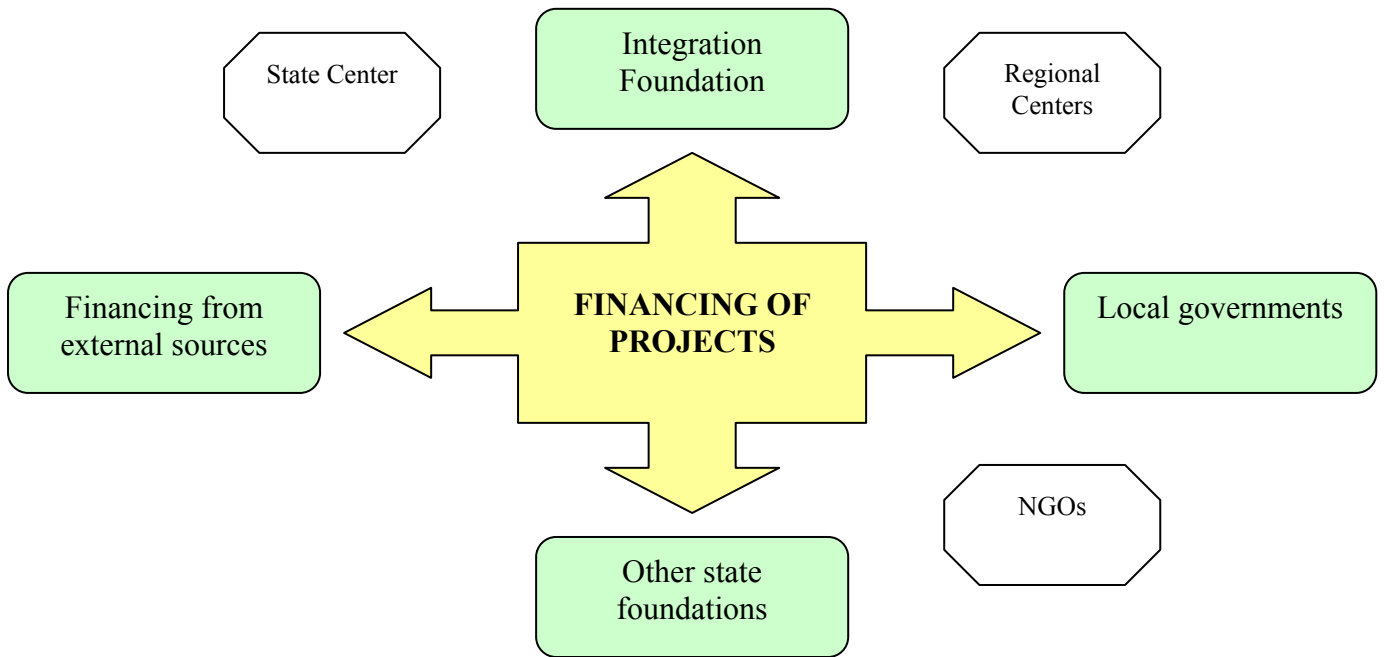 State Center
Integration
Foundation
Regional
Centers
Financing from
external sources
FINANCING OF
PROJECTS
Local governments
NGOs
Other state
foundations